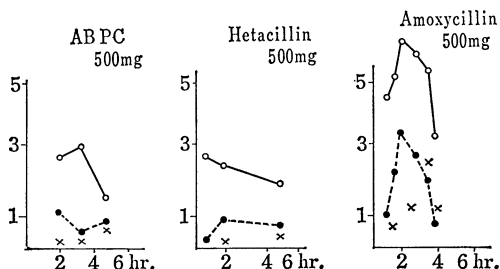 ABPC
500mg
5
3
1
2 4 6 hr.
Hetacillin
500mg
5
3
1
2 4 6 hr.
Amoxycillin
500mg
5
3
1
2 4 6 hr.